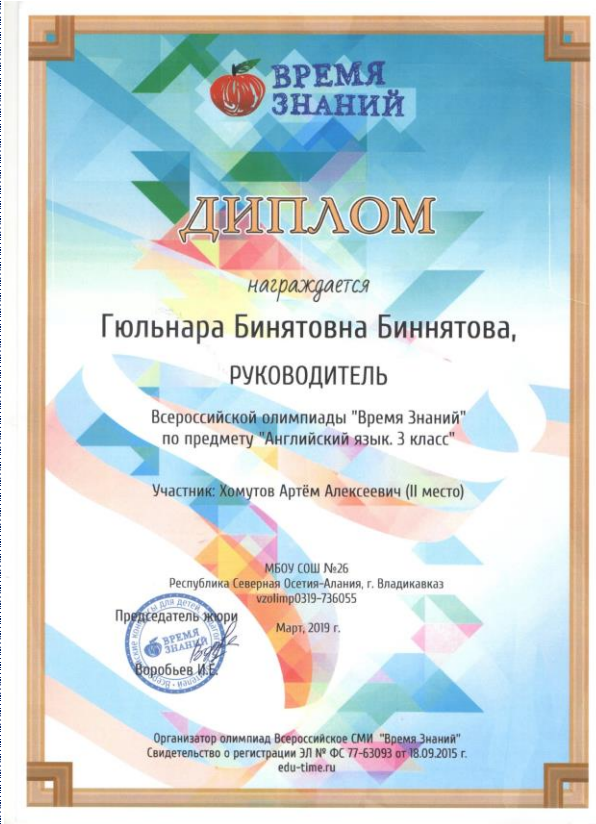 ВРЕМЯ
ЗНАНИЙ
ДИПЛОМ
награждается
Гюльнара Бинятовна Биннятова,
РУКОВОДИТЕЛЬ
Всероссийской олимпиады "Время Знаний"
по предмету "Английский язык. 3 класс"
Участник: Хомутов Артём Алексеевич (II место)
МБОУ СОШ №26
Республика Северная Осетия-Алания, г. Владикавказ
vzolimp0319-736055
Председатель жюри
Март, 2019 г.
ВРЕМЯ
ЗНАНИЙ
Воробьев И.Е.
Организатор олимпиад Всероссийское СМИ "Время Знаний"
Свидетельство о регистрации ЭЛ № ФС 77-63093 от 18.09.2015 г.
edu-time.ru